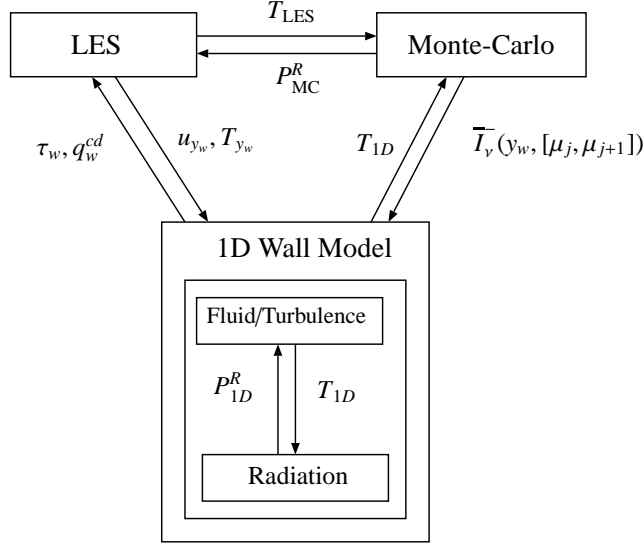 T_LES
LES
Monte-Carlo
P^R_MC
τ_w, q_w^cd
u_{y_w}, T_{y_w}
T_1D
I̅_ν^−(y_w, [μ_j, μ_{j+1}])
1D Wall Model
Fluid/Turbulence
P^R_1D
T_1D
Radiation